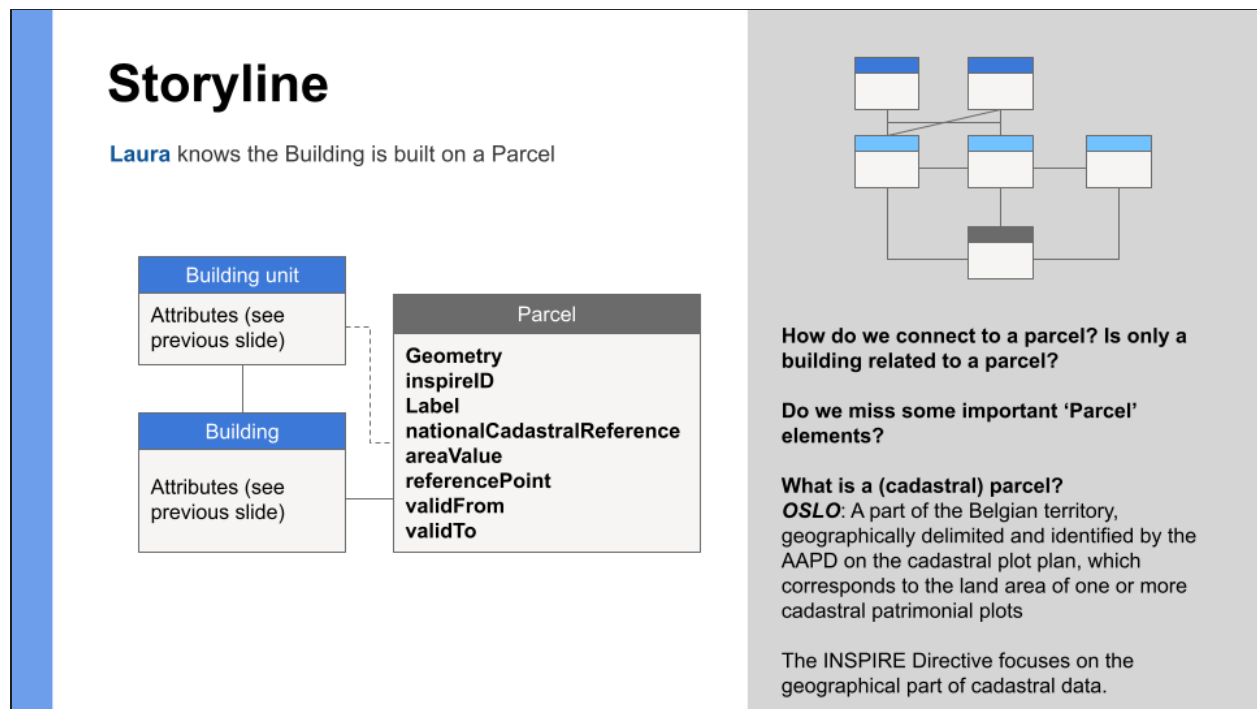 Storyline
Laura knows the Building is built on a Parcel
Building unit
Attributes (see
previous slide)
Building
Attributes (see
previous slide)
Parcel
Geometry
inspireID
Label
nationalCadastralReference
areaValue
referencePoint
validFrom
validTo
How do we connect to a parcel? Is only a
building related to a parcel?
Do we miss some important ‘Parcel’
elements?
What is a (cadastral) parcel?
OSLO: A part of the Belgian territory,
geographically delimited and identified by the
AAPD on the cadastral plot plan, which
corresponds to the land area of one or more
cadastral patrimonial plots
The INSPIRE Directive focuses on the
geographical part of cadastral data.